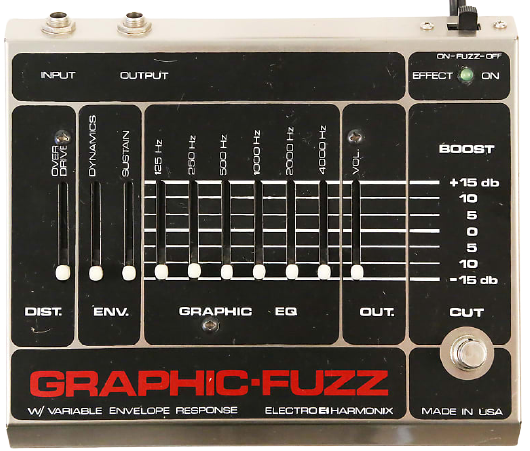 ON-FUZZ-OFF
INPUT OUTPUT EFFECT ON
OVER DRIVE
DYNAMICS
SUSTAIN
125 Hz
250 Hz
500 Hz
1000 Hz
2000 Hz
4000 Hz
VOL.
BOOST
+15 db
10
5
0
5
10
-15 db
DIST. ENV. GRAPHIC EQ OUT. CUT
GRAPHIC-FUZZ
W/ VARIABLE ENVELOPE RESPONSE ELECTRO HARMONIX MADE IN USA